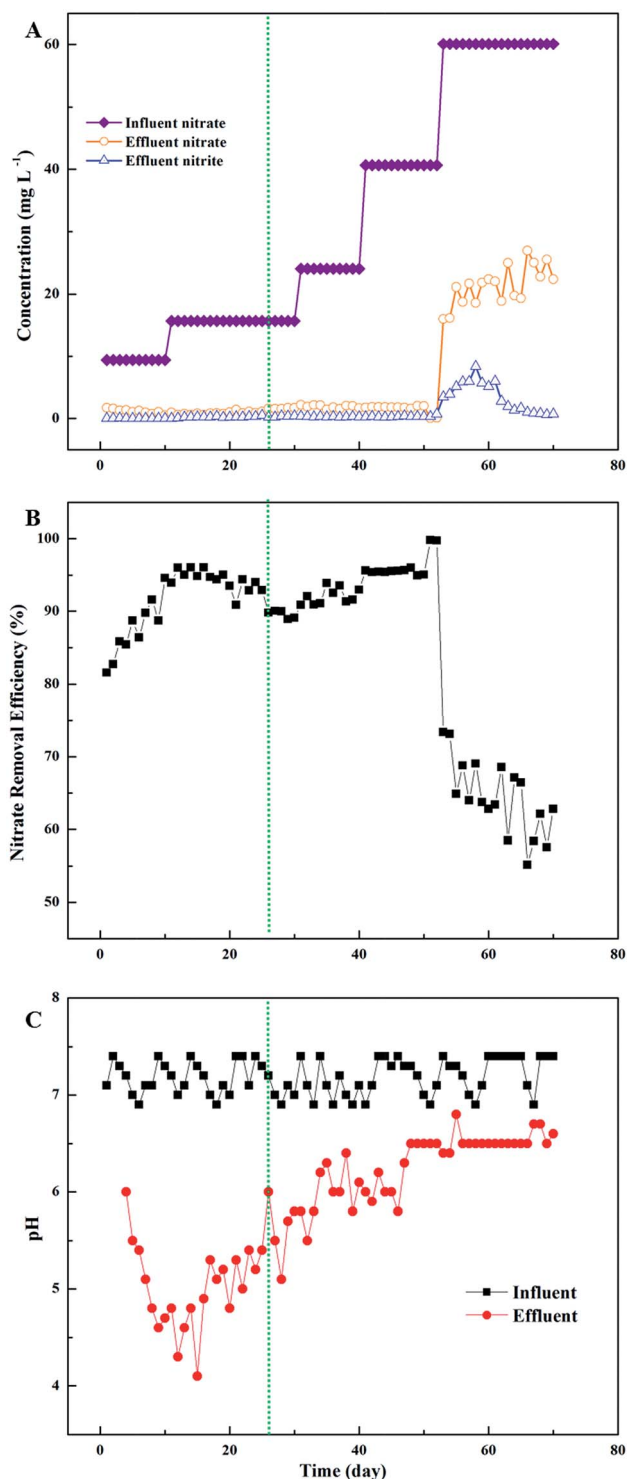 A
60
40
20
0
Concentration (mg L -1)
Influent nitrate
Effluent nitrate
Effluent nitrite
0 20 40 60 80
B
100
90
80
70
60
50
Nitrate Removal Efficiency (%)
0 20 40 60 80
C
8
7
6
5
4
pH
Influent
Effluent
0 20 40 60 80
Time (day)